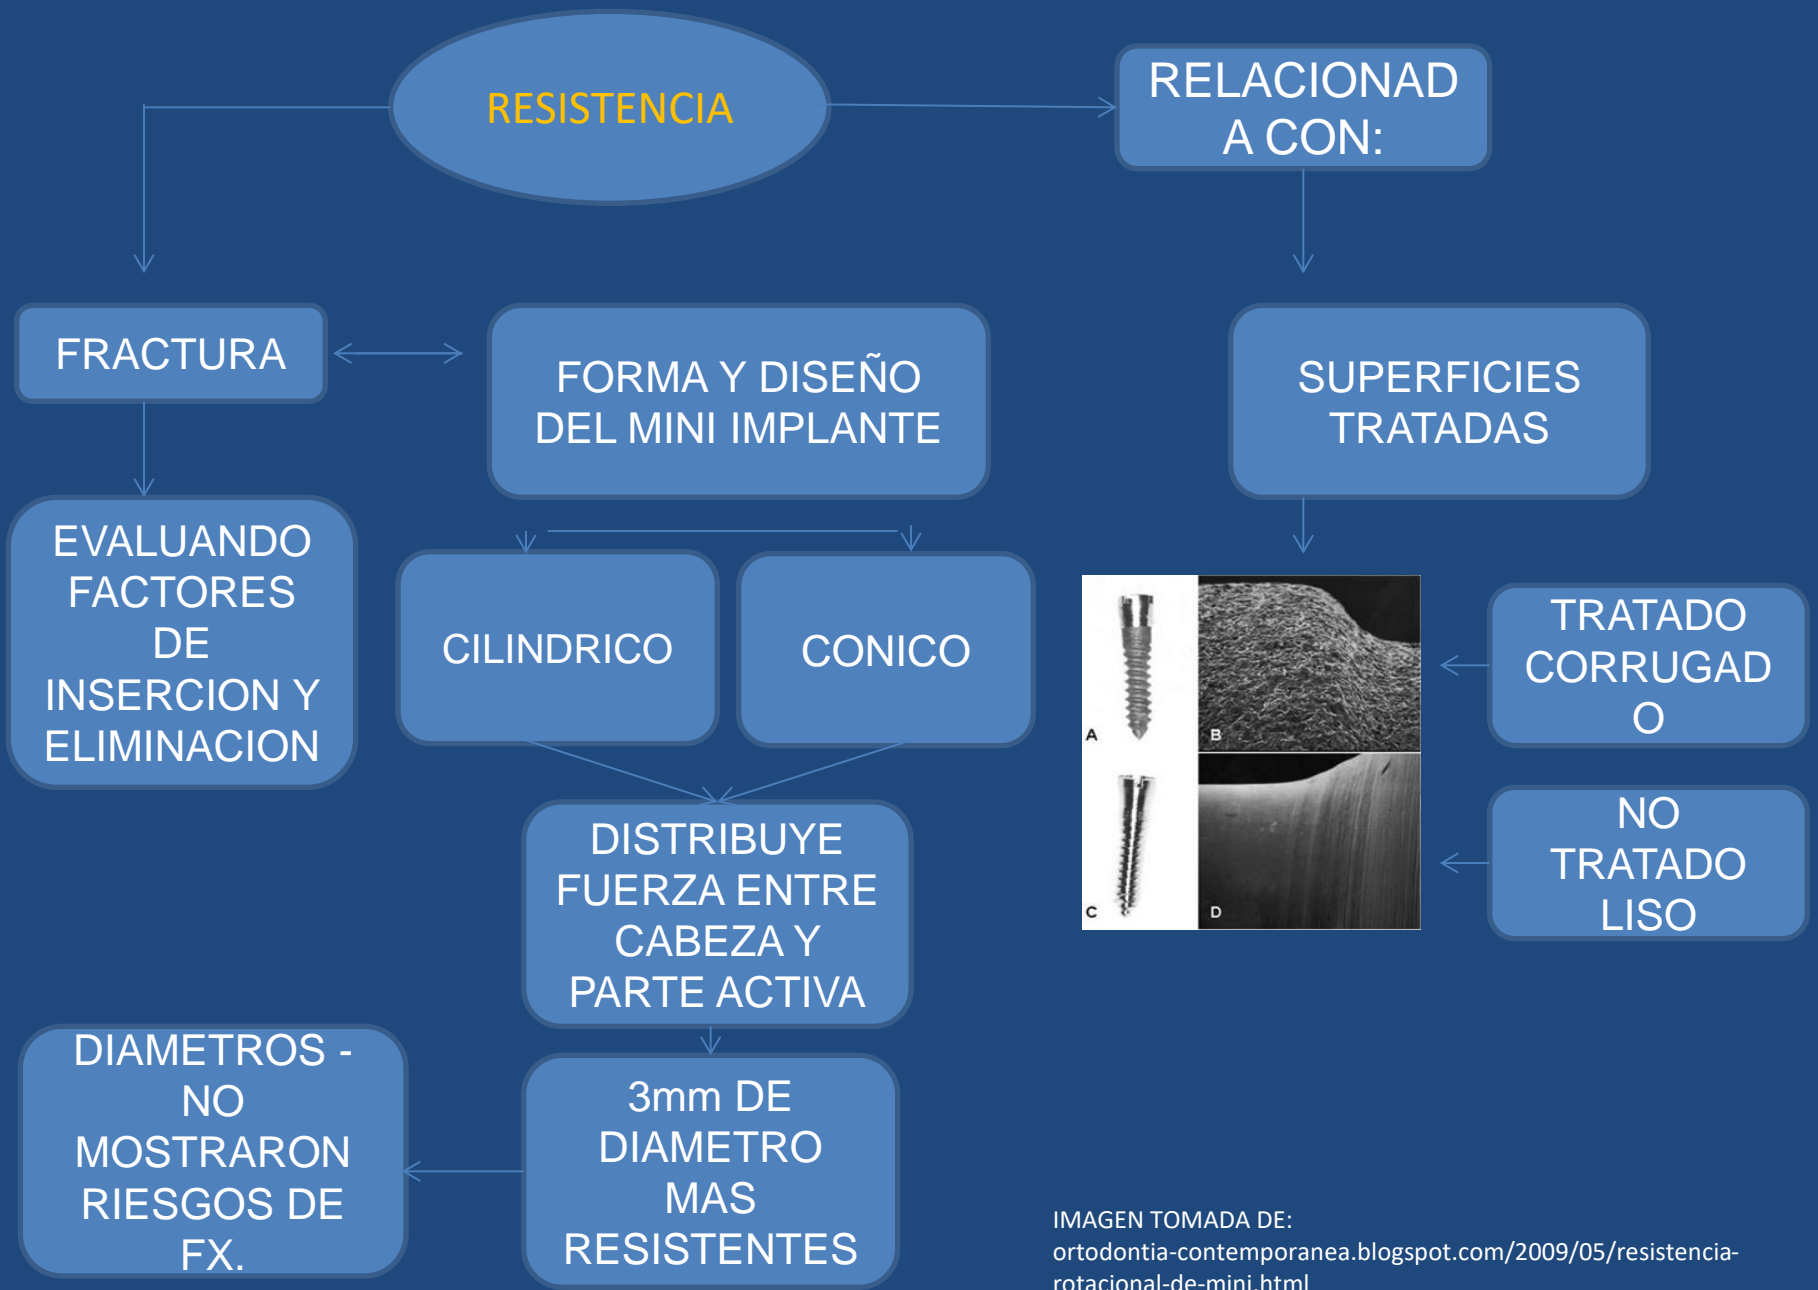 RESISTENCIA
RELACIONAD
A CON:
FRACTURA
FORMA Y DISEÑO
DEL MINI IMPLANTE
SUPERFICIES
TRATADAS
EVALUANDO
FACTORES
DE
INSERCION Y
ELIMINACION
CILINDRICO
CONICO
A
B
C
D
TRATADO
CORRUGAD
O
NO
TRATADO
LISO
DISTRIBUYE
FUERZA ENTRE
CABEZA Y
PARTE ACTIVA
DIAMETROS -
NO
MOSTRARON
RIESGOS DE
FX.
3mm DE
DIAMETRO
MAS
RESISTENTES
IMAGEN TOMADA DE:
ortodontia-contemporanea.blogspot.com/2009/05/resistencia-
rotacional-de-mini.html